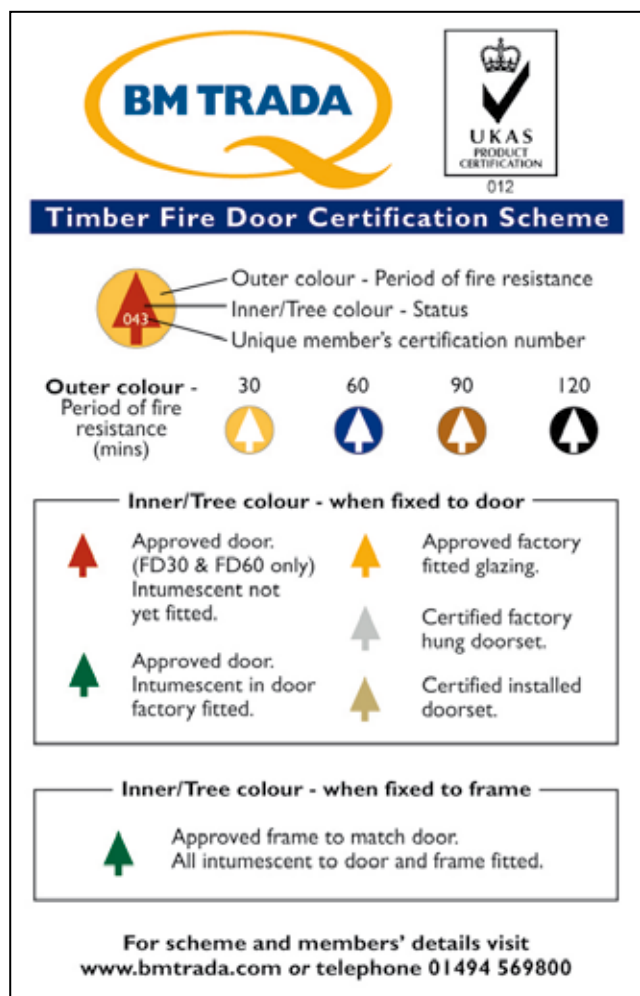 BM TRADA
UKAS
PRODUCT
CERTIFICATION
012
Timber Fire Door Certification Scheme
043
Outer colour - Period of fire resistance
Inner/Tree colour - Status
Unique member's certification number
Outer colour -
Period of fire
resistance
(mins)
30
60
90
120
Inner/Tree colour - when fixed to door
Approved door.
(FD30 & FD60 only)
Intumescent not
yet fitted.
Approved door.
Intumescent in door
factory fitted.
Approved factory
fitted glazing.
Certified factory
hung doorset.
Certified installed
doorset.
Inner/Tree colour - when fixed to frame
Approved frame to match door.
All intumescent to door and frame fitted.
For scheme and members' details visit
www.bmtrada.com or telephone 01494 569800